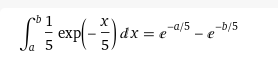 ∫_a^b 1/5 exp(−x/5) dx = e^{−a/5} − e^{−b/5}